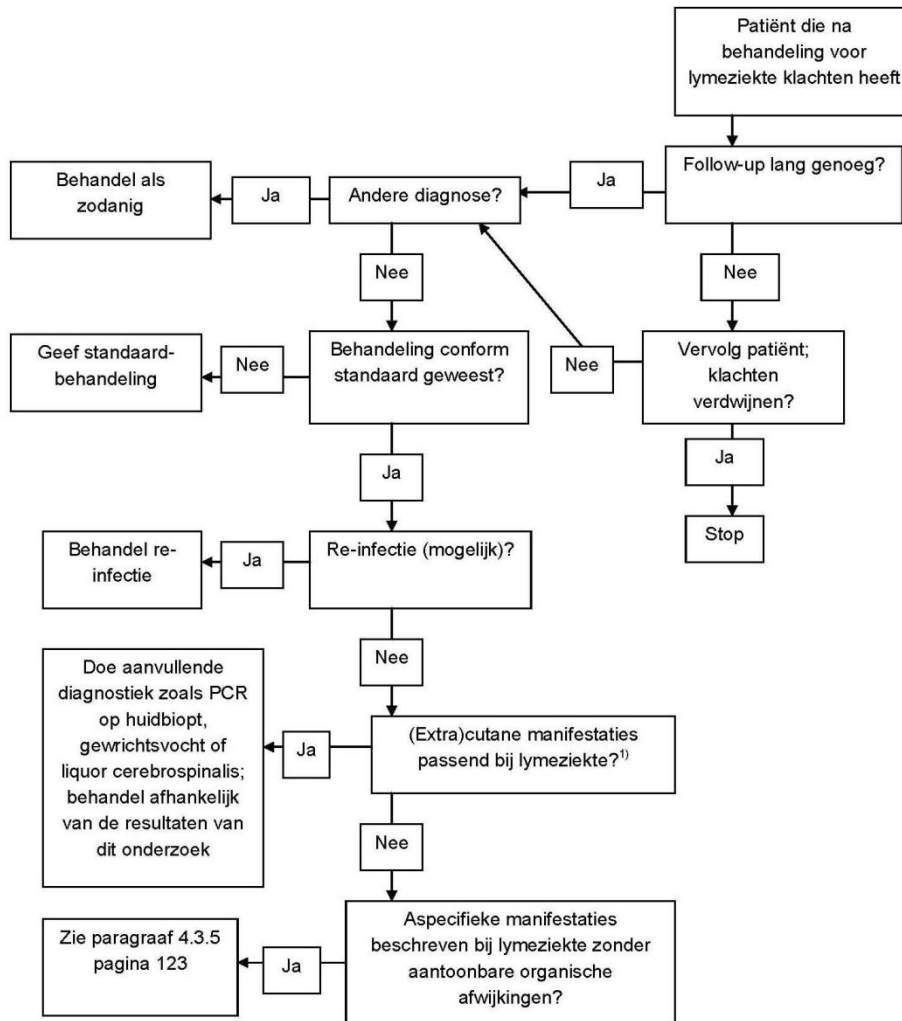 Patiënt die na
behandeling voor
lymeziekte klachten heeft
Follow-up lang genoeg?
Ja
Andere diagnose?
Ja
Behandel als
zodanig
Nee
Nee
Behandeling conform
standaard geweest?
Nee
Geef standaard-
behandeling
Vervolg patiënt;
klachten
verdwijnen?
Nee
Ja
Stop
Ja
Re-infectie (mogelijk)?
Ja
Behandel re-
infectie
Nee
(Extra)cutane manifestaties
passend bij lymeziekte?1)
Ja
Doe aanvullende
diagnostiek zoals PCR
op huidbiopt,
gewrichtsvocht of
liquor cerebrospinalis;
behandel afhankelijk
van de resultaten van
dit onderzoek
Nee
Aspecifieke manifestaties
beschreven bij lymeziekte zonder
aantoonbare organische
afwijkingen?
Ja
Zie paragraaf 4.3.5
pagina 123